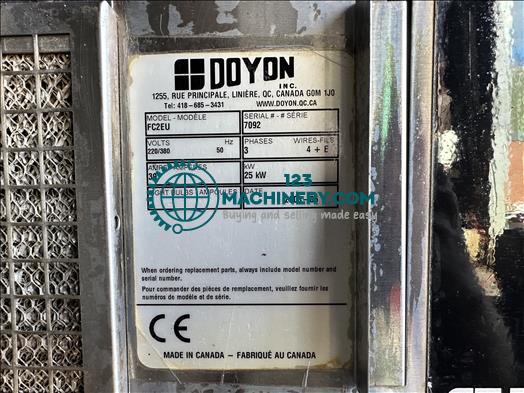 DOYON
INC.
1255, RUE PRINCIPALE, LINIÈRE, QC, CANADA G0M 1J0
Tel: 418-685-3431 WWW.DOYON.QC.CA
MODEL - MODÈLE SERIAL # - # SÉRIE
FC2EU 7092
VOLTS Hz PHASES WIRES-FILS
220/380 50 3 4 + E
kW
25 kW
LIGHT BULBS / AMPOULES DATE
123
MACHINERY.COM
Buying and selling made easy
When ordering replacement parts, always include model number and
serial number.
Pour commander des pièces de remplacement, veuillez fournir les
numéros de modèle et de série.
CE
MADE IN CANADA - FABRIQUÉ AU CANADA